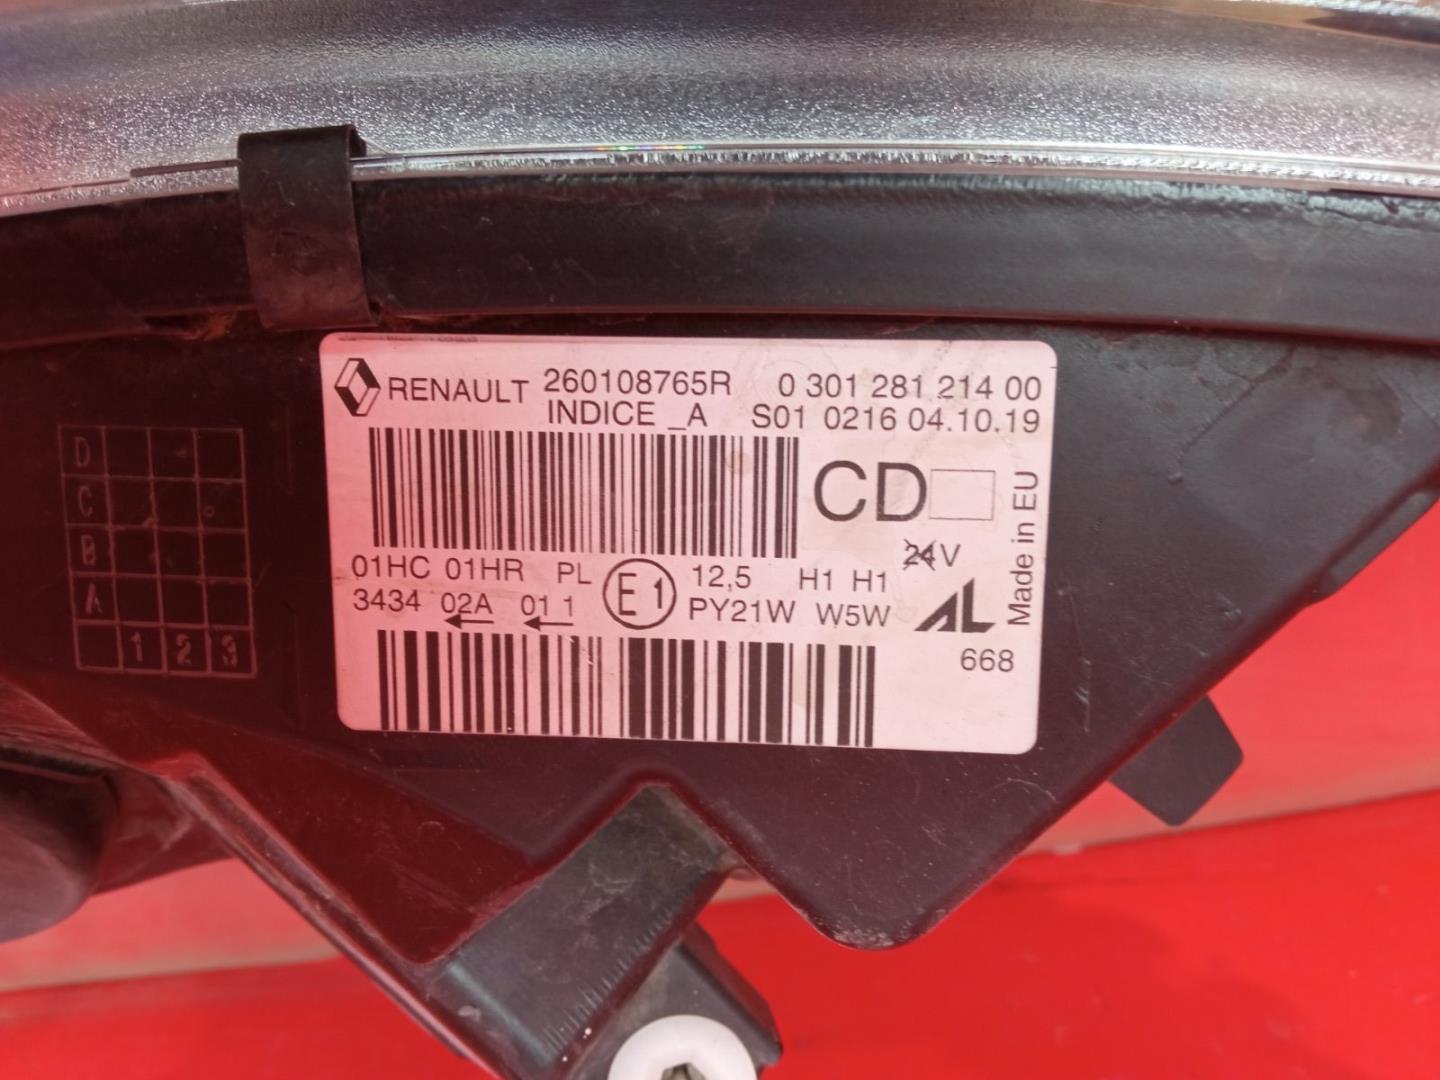 RENAULT 260108765R 0 301 281 214 00
INDICE _A S01 0216 04.10.19
CD
Made in EU
24V
01HC 01HR PL E1 12,5 H1 H1
3434 02A 01 1 PY21W W5W AL
668
D
C
B
A
1 2 3